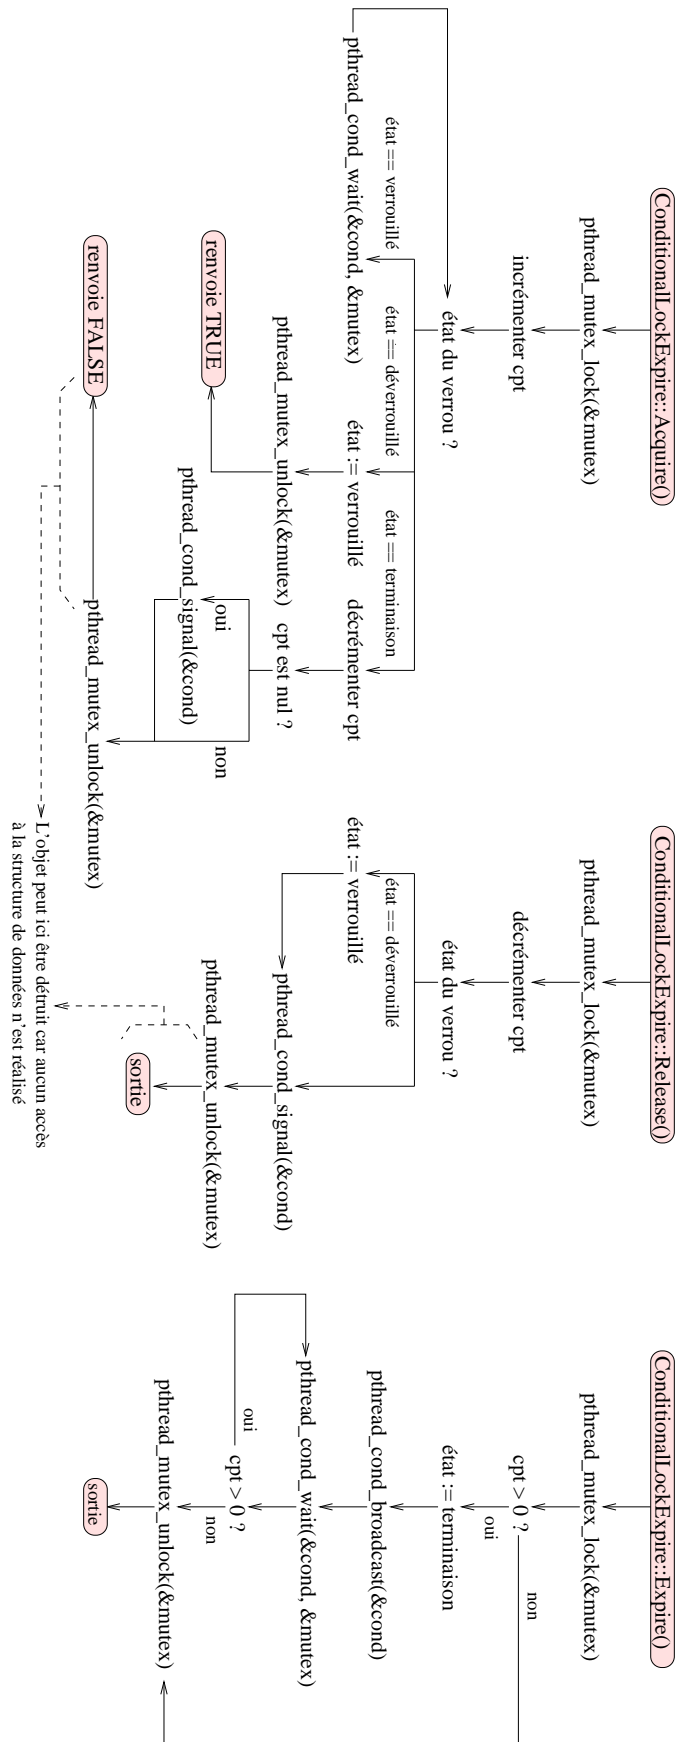 ConditionalLockExpire::Acquire()
pthread_mutex_lock(&mutex)
incrémenter cpt
état du verrou ?
état == verrouillé
état == déverrouillé
état == terminaison
pthread_cond_wait(&cond, &mutex)
état := verrouillé
décrémenter cpt
pthread_mutex_unlock(&mutex)
cpt est nul ?
renvoie TRUE
oui
non
pthread_cond_signal(&cond)
renvoie FALSE
pthread_mutex_unlock(&mutex)
ConditionalLockExpire::Release()
pthread_mutex_lock(&mutex)
décrémenter cpt
état du verrou ?
état == déverrouillé
état := verrouillé
pthread_cond_signal(&cond)
pthread_mutex_unlock(&mutex)
sortie
L'objet peut ici être détruit car aucun accès
à la structure de données n'est réalisé
ConditionalLockExpire::Expire()
pthread_mutex_lock(&mutex)
cpt > 0 ?
non
oui
état := terminaison
pthread_cond_broadcast(&cond)
pthread_cond_wait(&cond, &mutex)
oui
cpt > 0 ?
non
pthread_mutex_unlock(&mutex)
sortie